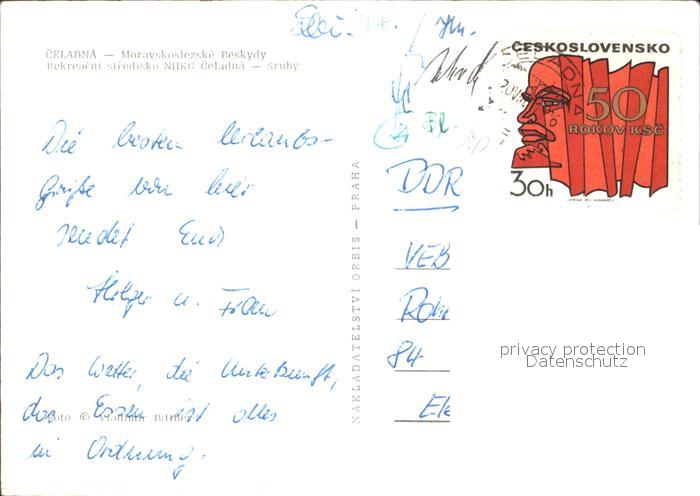 ČELADNÁ — Moravskoslezské Beskydy
Rekreační středisko NHKG Čeladná — Sruby
Die besten Urlaubs-
grüße von hier
sendet Euch
Holger u. Frau
Das Wetter, die Unterkunft,
das Essen ist alles
in Ordnung.
Foto © Vladimír
NAKLADATELSTVÍ ORBIS — PRAHA
ČESKOSLOVENSKO
50
ROKOV KSČ
30h
DDR
VEB
84
privacy protection
Datenschutz